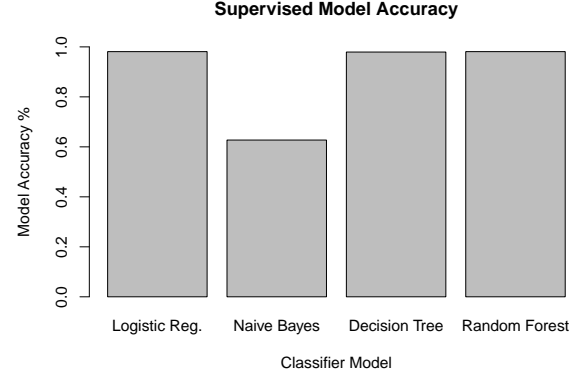 Supervised Model Accuracy
Model Accuracy %
1.0
0.8
0.6
0.4
0.2
0.0
Logistic Reg. Naive Bayes Decision Tree Random Forest
Classifier Model